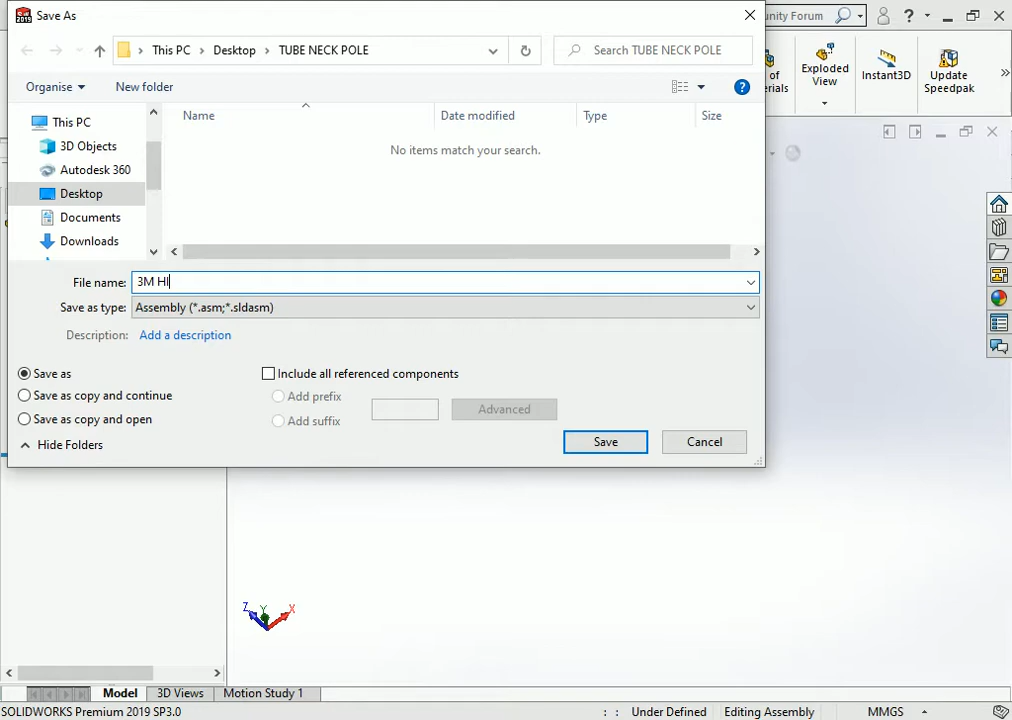 2019 Save As
unity Forum
?
This PC > Desktop > TUBE NECK POLE
Search TUBE NECK POLE
of
erials
Exploded
View
Instant3D
Update
Speedpak
Organise
New folder
?
This PC
3D Objects
Autodesk 360
Desktop
Documents
Downloads
Name
Date modified
Type
Size
No items match your search.
File name: 3M HI
Save as type: Assembly (*.asm;*.sldasm)
Description: Add a description
Save as
Save as copy and continue
Save as copy and open
Include all referenced components
Add prefix
Add suffix
Advanced
Hide Folders
Save
Cancel
Z Y X
Model
3D Views
Motion Study 1
SOLIDWORKS Premium 2019 SP3.0
Under Defined
Editing Assembly
MMGS